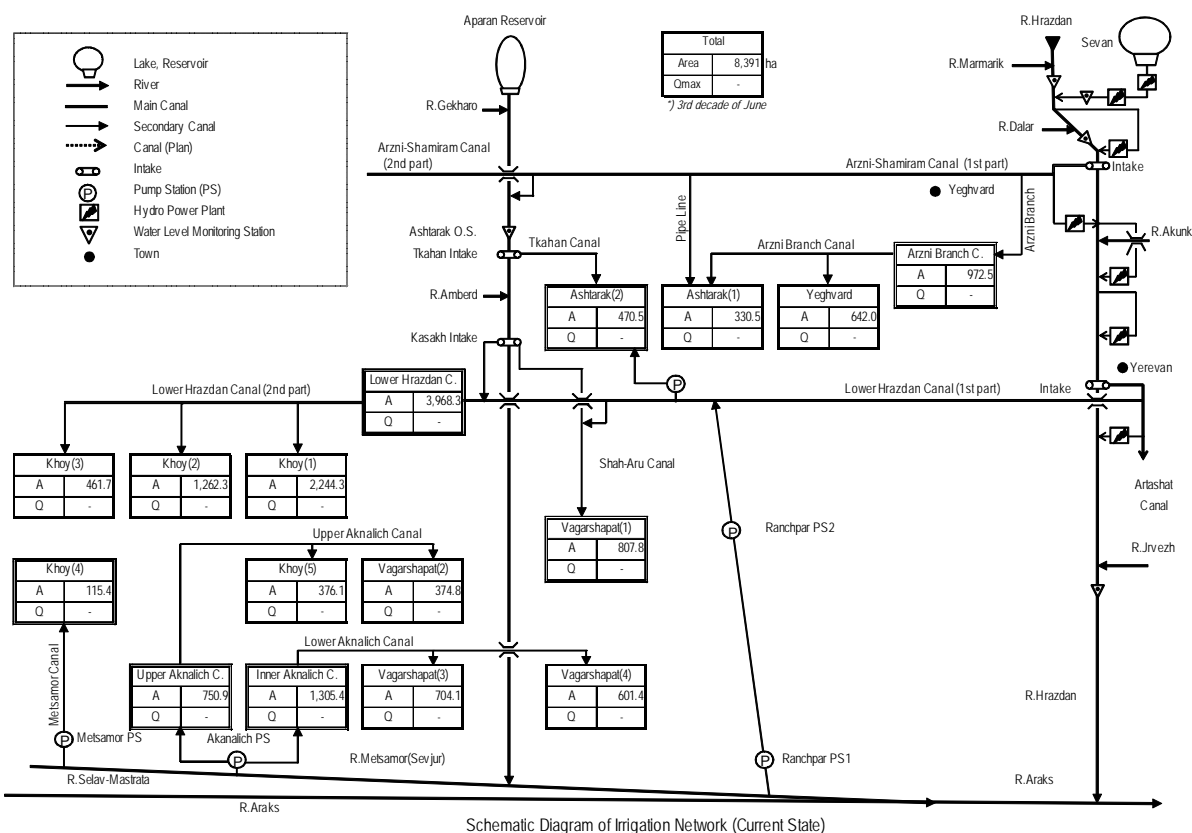 Aparan Reservoir
R.Hrazdan
Sevan
Total
Area 8,391 ha
Qmax -
*) 3rd decade of June
Lake, Reservoir
River
Main Canal
Secondary Canal
Canal (Plan)
Intake
P Pump Station (PS)
Hydro Power Plant
Water Level Monitoring Station
Town
R.Marmarik
R.Gekharo
R.Dalar
Arzni-Shamiram Canal
(2nd part)
Arzni-Shamiram Canal (1st part)
Intake
Yeghvard
Pipe Line
Arzni Branch
Ashtarak O.S.
Tkahan Intake
Tkahan Canal
Arzni Branch Canal
R.Akunk
Arzni Branch C.
A 972.5
Q -
Ashtarak(2)
A 470.5
Q -
Ashtarak(1)
A 330.5
Q -
Yeghvard
A 642.0
Q -
R.Amberd
Kasakh Intake
P
Yerevan
Lower Hrazdan Canal (2nd part)
Lower Hrazdan C.
A 3,968.3
Q -
Lower Hrazdan Canal (1st part)
Intake
Khoy(3)
A 461.7
Q -
Khoy(2)
A 1,262.3
Q -
Khoy(1)
A 2,244.3
Q -
Shah-Aru Canal
Artashat
Canal
Vagarshapat(1)
A 807.8
Q -
P Ranchpar PS2
R.Jrvezh
Upper Aknalich Canal
Khoy(4)
A 115.4
Q -
Khoy(5)
A 376.1
Q -
Vagarshapat(2)
A 374.8
Q -
Lower Aknalich Canal
Metsamor Canal
Upper Aknalich C.
A 750.9
Q -
Inner Aknalich C.
A 1,305.4
Q -
Vagarshapat(3)
A 704.1
Q -
Vagarshapat(4)
A 601.4
Q -
R.Hrazdan
P Metsamor PS
Akanalich PS
P
R.Metsamor(Sevjur)
P Ranchpar PS1
R.Selav-Mastrata
R.Araks
R.Araks
Schematic Diagram of Irrigation Network (Current State)